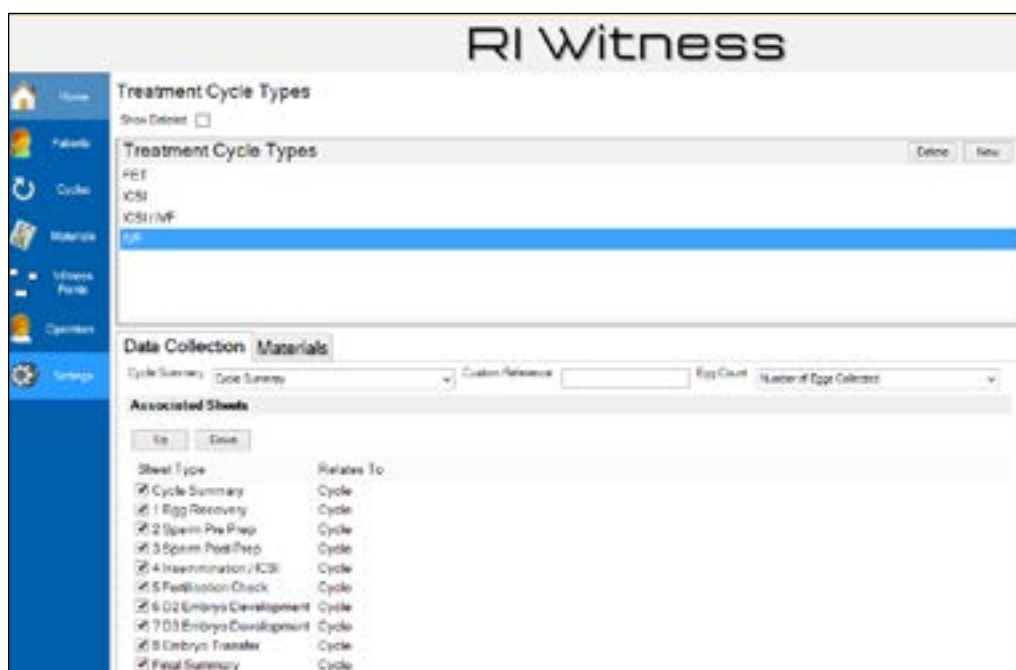 RI Witness
Home
Patients
Cycles
Materials
Witness
Points
Operators
Settings
Treatment Cycle Types
Show Deleted
Treatment Cycle Types
Delete New
FET
ICSI
ICSI / IVF
IVF
Data Collection Materials
Cycle Summary Cycle Summary Custom Reference Egg Count Number of Eggs Collected
Associated Sheets
Up Down
Sheet Type Relates To
Cycle Summary Cycle
1 Egg Recovery Cycle
2 Sperm Pre Prep Cycle
3 Sperm Post Prep Cycle
4 Insemmination / ICSI Cycle
5 Fertilisation Check Cycle
6 D2 Embryo Development Cycle
7 D3 Embryo Development Cycle
8 Embryo Transfer Cycle
Final Summary Cycle